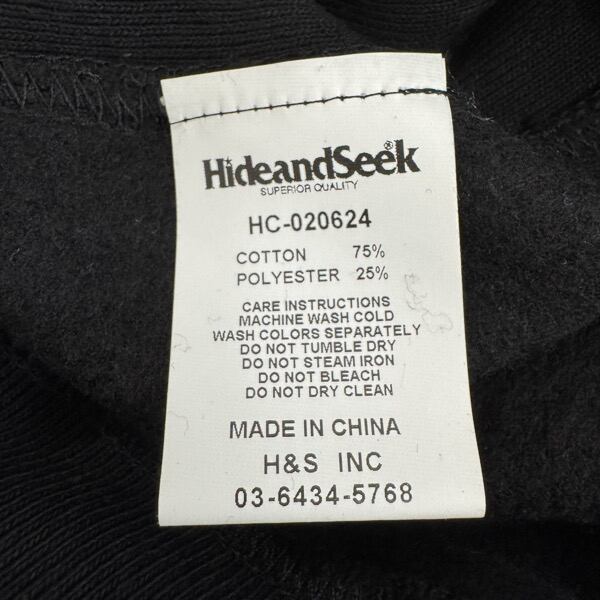 HideandSeek
SUPERIOR QUALITY
HC-020624
COTTON 75%
POLYESTER 25%
CARE INSTRUCTIONS
MACHINE WASH COLD
WASH COLORS SEPARATELY
DO NOT TUMBLE DRY
DO NOT STEAM IRON
DO NOT BLEACH
DO NOT DRY CLEAN
MADE IN CHINA
H&S INC
03-6434-5768